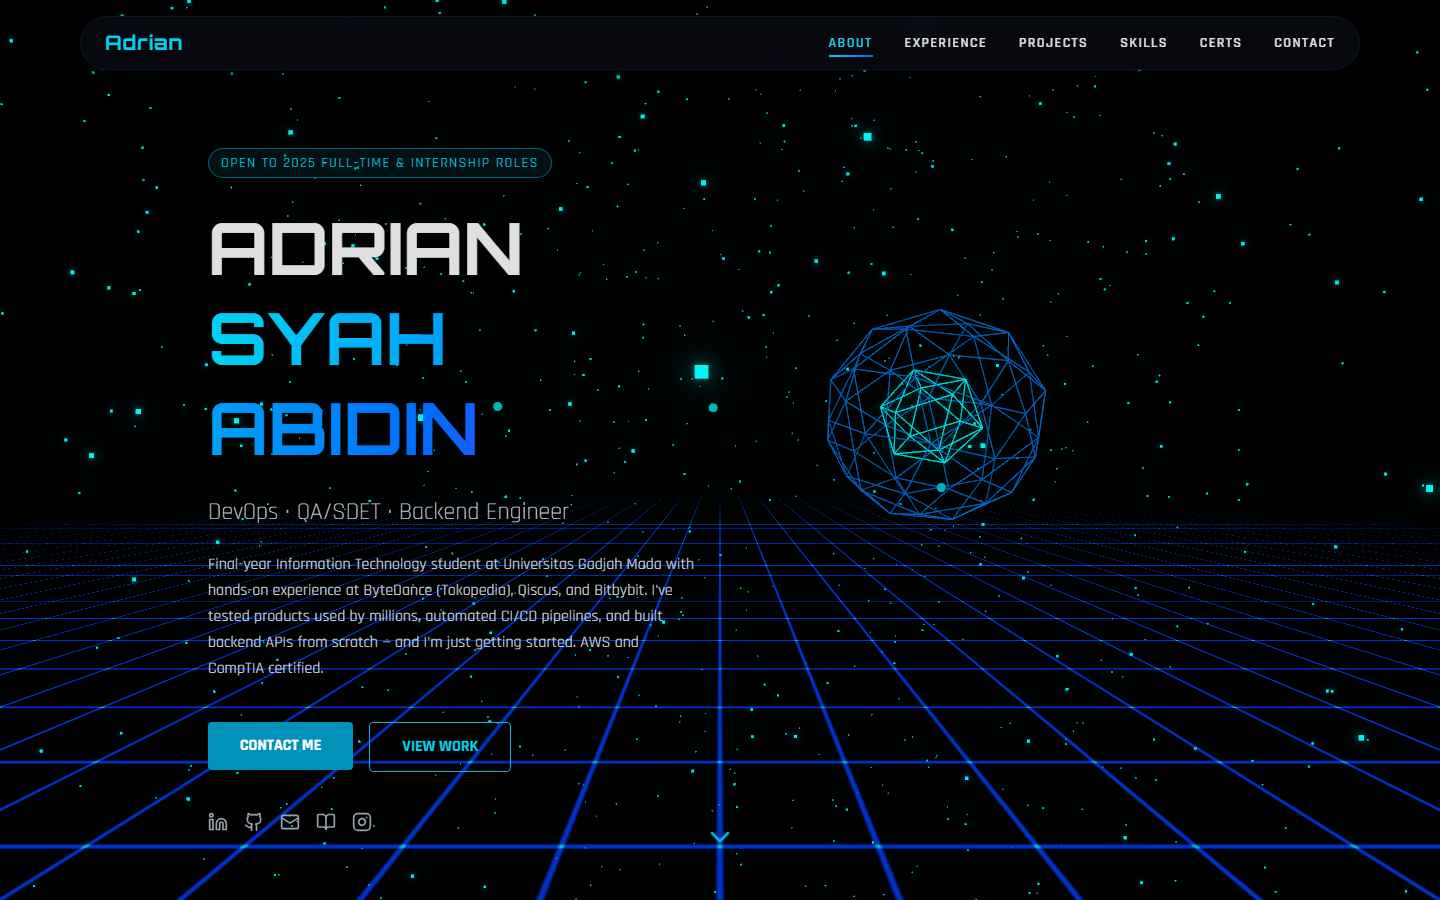 Adrian
ABOUT
EXPERIENCE
PROJECTS
SKILLS
CERTS
CONTACT
OPEN TO 2025 FULL-TIME & INTERNSHIP ROLES
ADRIAN
SYAH
ABIDIN
DevOps · QA/SDET · Backend Engineer
Final-year Information Technology student at Universitas Gadjah Mada with
hands-on experience at ByteDance (Tokopedia), Qiscus, and Bitbybit. I've
tested products used by millions, automated CI/CD pipelines, and built
backend APIs from scratch — and I'm just getting started. AWS and
CompTIA certified.
CONTACT ME
VIEW WORK